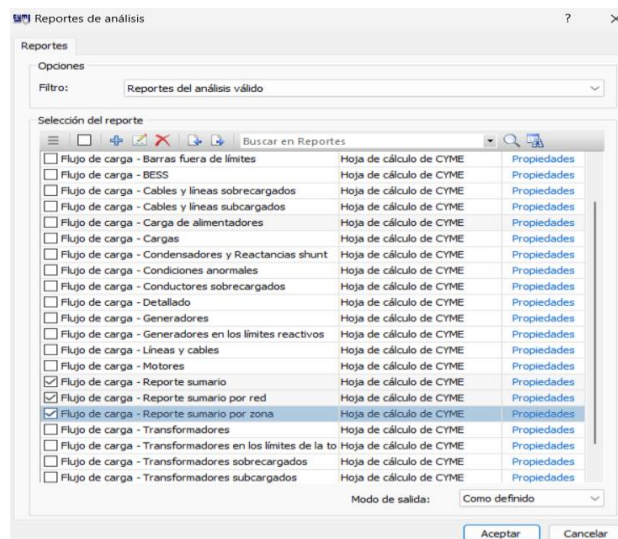 Reportes de análisis ?
Reportes
Opciones
Filtro: Reportes del análisis válido
Selección del reporte
Buscar en Reportes
Flujo de carga - Barras fuera de límites Hoja de cálculo de CYME Propiedades
Flujo de carga - BESS Hoja de cálculo de CYME Propiedades
Flujo de carga - Cables y líneas sobrecargados Hoja de cálculo de CYME Propiedades
Flujo de carga - Cables y líneas subcargados Hoja de cálculo de CYME Propiedades
Flujo de carga - Carga de alimentadores Hoja de cálculo de CYME Propiedades
Flujo de carga - Cargas Hoja de cálculo de CYME Propiedades
Flujo de carga - Condensadores y Reactancias shunt Hoja de cálculo de CYME Propiedades
Flujo de carga - Condiciones anormales Hoja de cálculo de CYME Propiedades
Flujo de carga - Conductores sobrecargados Hoja de cálculo de CYME Propiedades
Flujo de carga - Detallado Hoja de cálculo de CYME Propiedades
Flujo de carga - Generadores Hoja de cálculo de CYME Propiedades
Flujo de carga - Generadores en los límites reactivos Hoja de cálculo de CYME Propiedades
Flujo de carga - Líneas y cables Hoja de cálculo de CYME Propiedades
Flujo de carga - Motores Hoja de cálculo de CYME Propiedades
Flujo de carga - Reporte sumario Hoja de cálculo de CYME Propiedades
Flujo de carga - Reporte sumario por red Hoja de cálculo de CYME Propiedades
Flujo de carga - Reporte sumario por zona Hoja de cálculo de CYME Propiedades
Flujo de carga - Transformadores Hoja de cálculo de CYME Propiedades
Flujo de carga - Transformadores en los límites de la to Hoja de cálculo de CYME Propiedades
Flujo de carga - Transformadores sobrecargados Hoja de cálculo de CYME Propiedades
Flujo de carga - Transformadores subcargados Hoja de cálculo de CYME Propiedades
Modo de salida: Como definido
Aceptar Cancelar